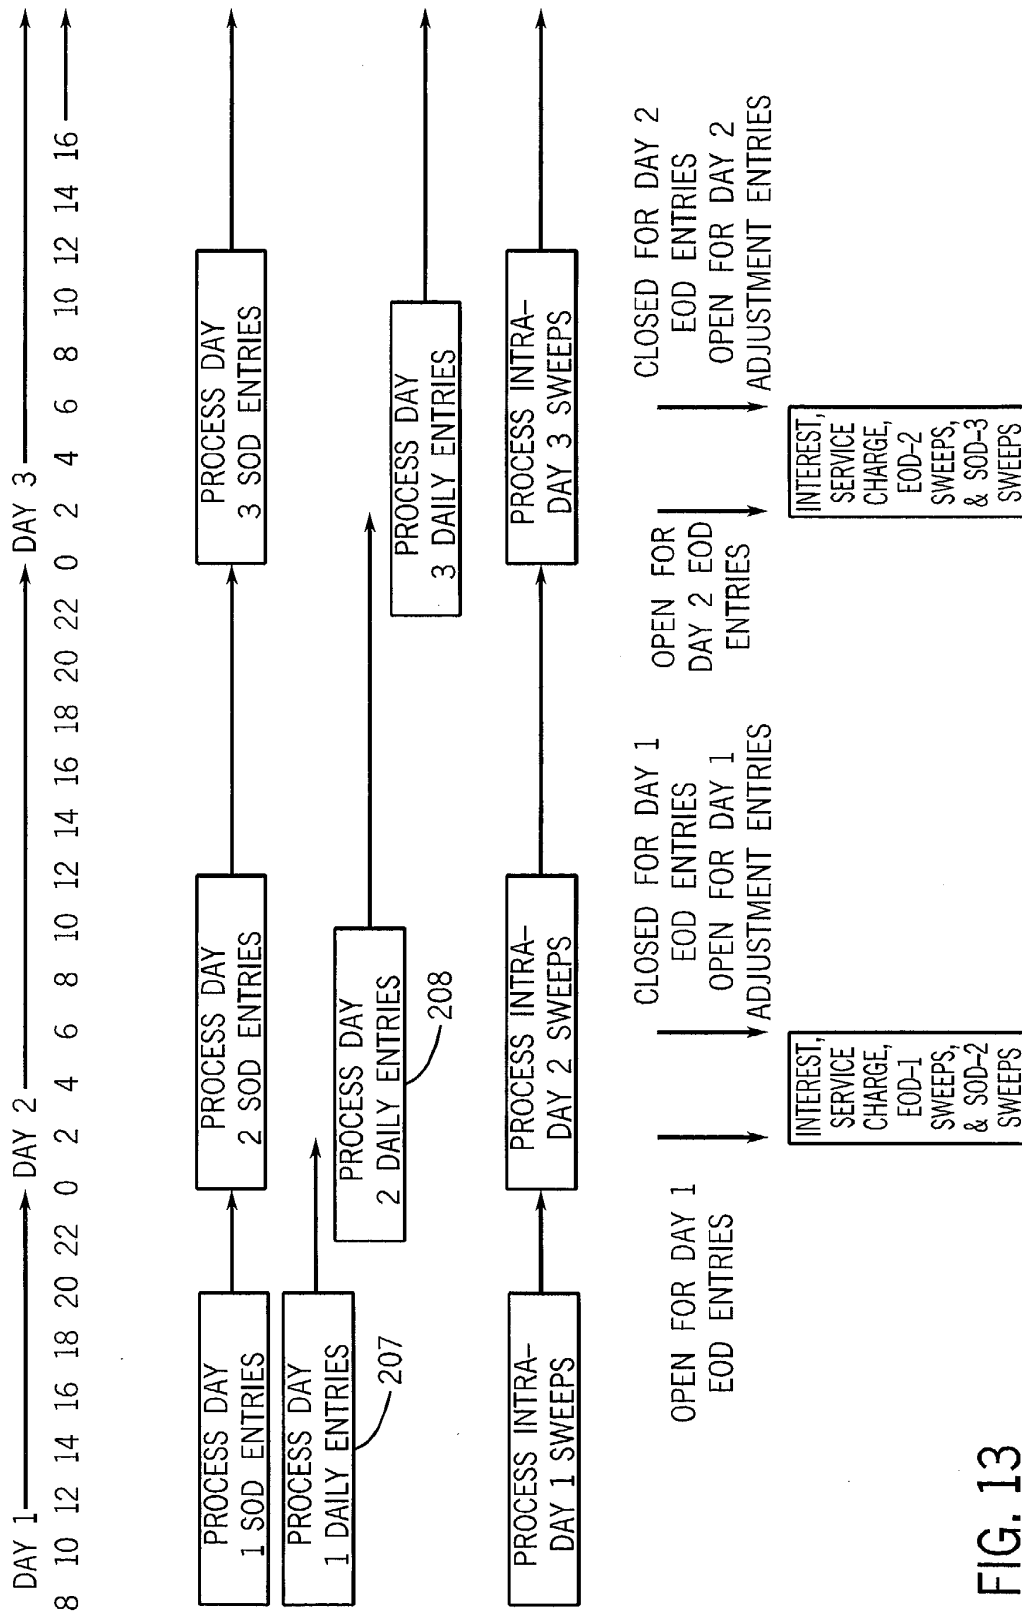 DAY 1 DAY 2 DAY 3
8 10 12 14 16 18 20 22 0 2 4 6 8 10 12 14 16 18 20 22 0 2 4 6 8 10 12 14 16
PROCESS DAY
1 SOD ENTRIES
PROCESS DAY
2 SOD ENTRIES
PROCESS DAY
3 SOD ENTRIES
PROCESS DAY
1 DAILY ENTRIES
207
PROCESS DAY
2 DAILY ENTRIES
208
PROCESS DAY
3 DAILY ENTRIES
PROCESS INTRA–
DAY 1 SWEEPS
PROCESS INTRA–
DAY 2 SWEEPS
PROCESS INTRA–
DAY 3 SWEEPS
OPEN FOR DAY 1
EOD ENTRIES
CLOSED FOR DAY 1
EOD ENTRIES
OPEN FOR DAY 1
ADJUSTMENT ENTRIES
OPEN FOR
DAY 2 EOD
ENTRIES
CLOSED FOR DAY 2
EOD ENTRIES
OPEN FOR DAY 2
ADJUSTMENT ENTRIES
INTEREST,
SERVICE
CHARGE,
EOD–1
SWEEPS,
& SOD–2
SWEEPS
INTEREST,
SERVICE
CHARGE,
EOD–2
SWEEPS,
& SOD–3
SWEEPS
FIG. 13